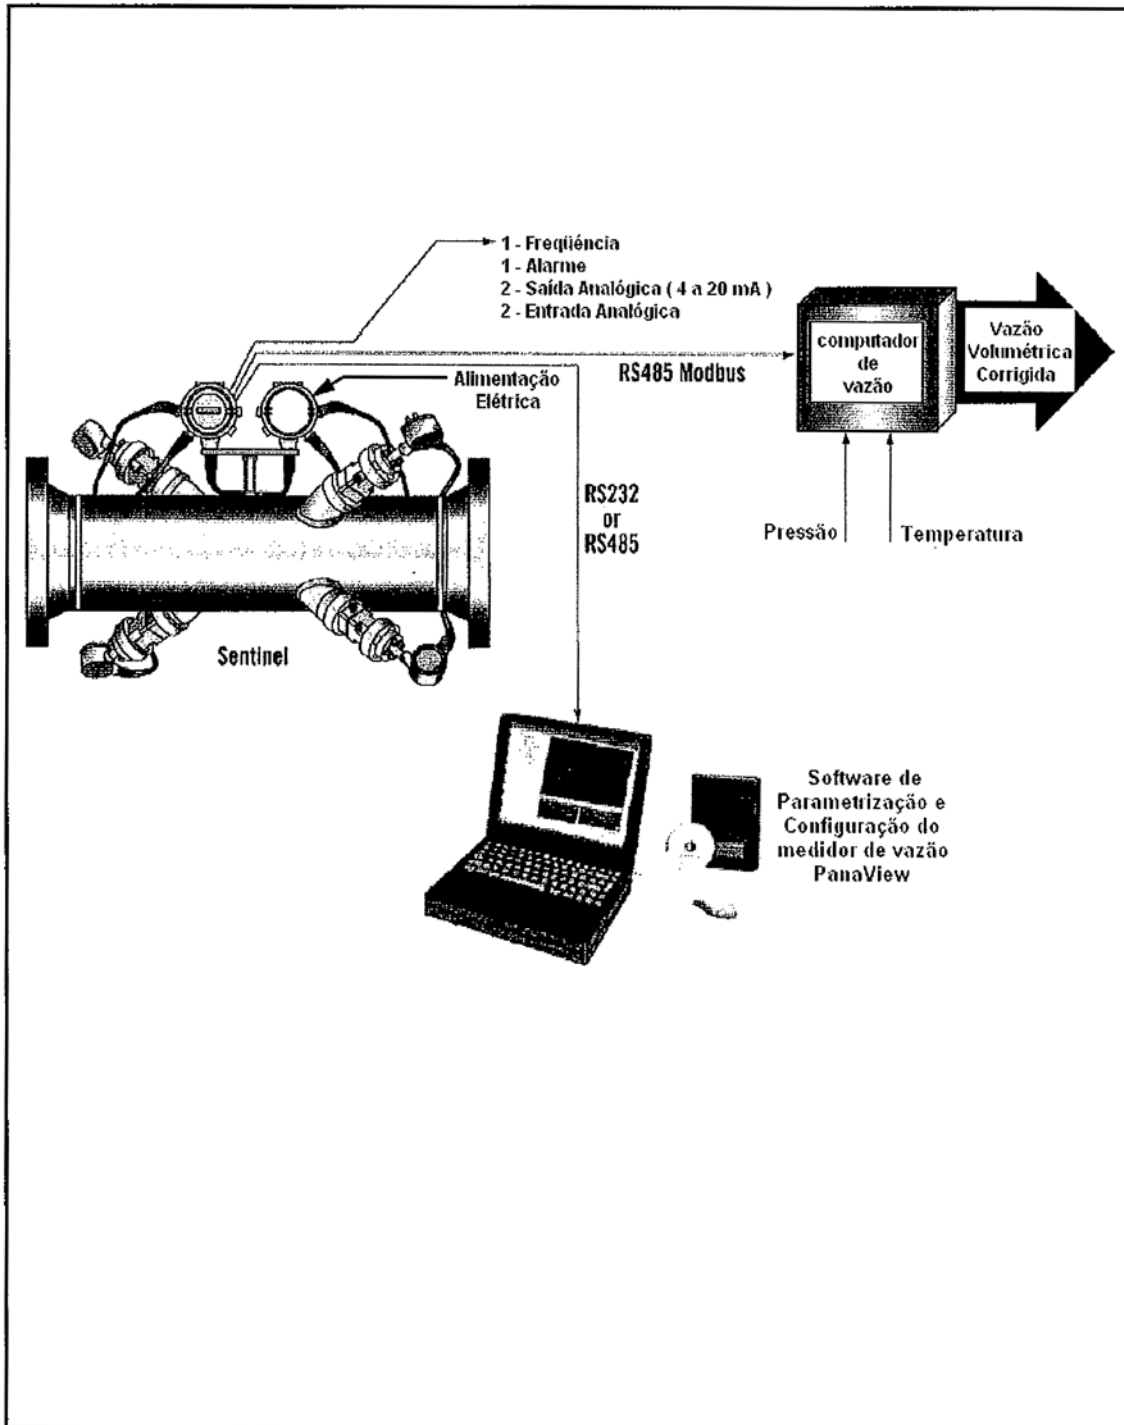 1 - Freqüéncia
1 - Alarme
2 - Saída Analógica ( 4 a 20 mA )
2 - Entrada Analógica
computador
de
vazão
Vazão
Volumétrica
Corrigida
RS485 Modbus
Alimentação
Elétrica
RS232
or
RS485
Pressão
Temperatura
Sentinel
Software de
Parametrização e
Configuração do
medidor de vazão
PanaView